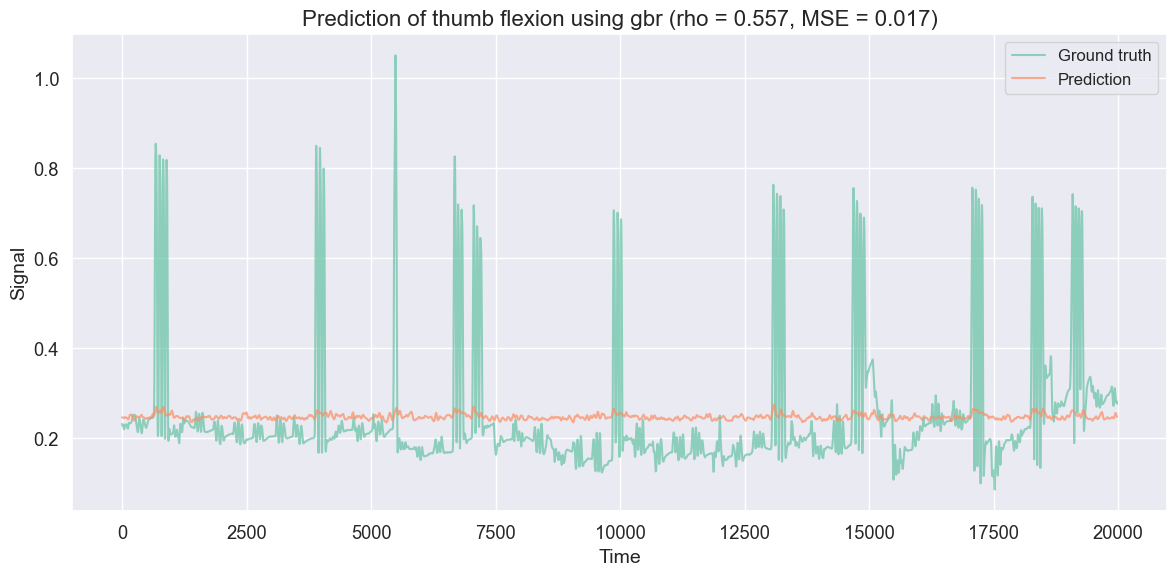 Prediction of thumb flexion using gbr (rho = 0.557, MSE = 0.017)
Ground truth
Prediction
1.0
0.8
0.6
0.4
0.2
Signal
0 2500 5000 7500 10000 12500 15000 17500 20000
Time